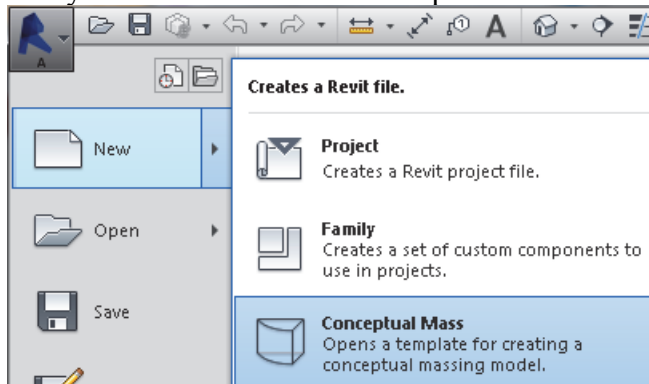 A
A
Creates a Revit file.
New
Project
Creates a Revit project file.
Open
Family
Creates a set of custom components to
use in projects.
Save
Conceptual Mass
Opens a template for creating a
conceptual massing model.